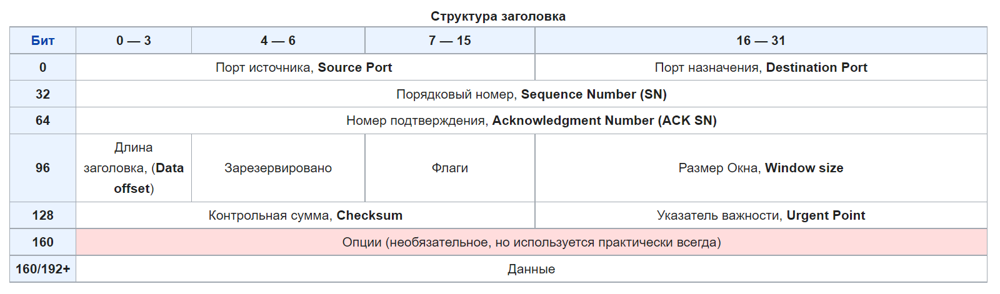 Структура заголовка
Бит 0 — 3 4 — 6 7 — 15 16 — 31
0 Порт источника, Source Port Порт назначения, Destination Port
32 Порядковый номер, Sequence Number (SN)
64 Номер подтверждения, Acknowledgment Number (ACK SN)
96
Длина
заголовка, (Data
offset)
Зарезервировано
Флаги
Размер Окна, Window size
128 Контрольная сумма, Checksum Указатель важности, Urgent Point
160 Опции (необязательное, но используется практически всегда)
160/192+ Данные